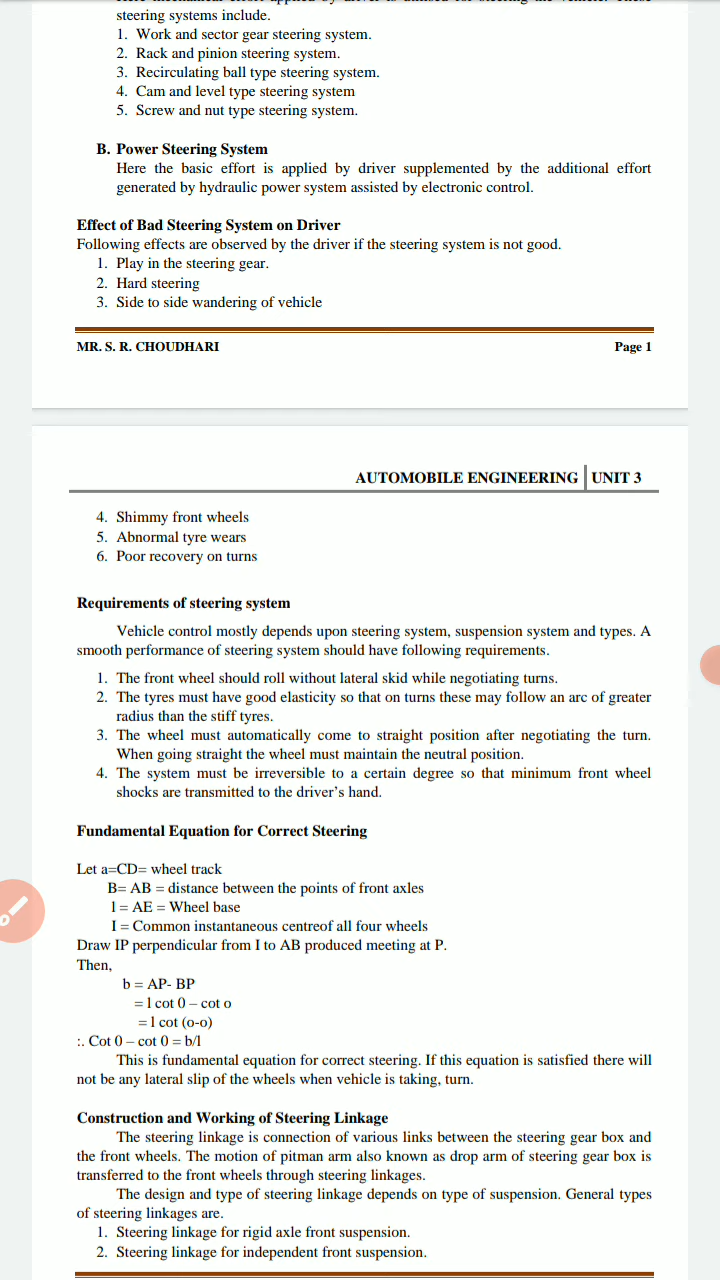 steering systems include.
1. Work and sector gear steering system.
2. Rack and pinion steering system.
3. Recirculating ball type steering system.
4. Cam and level type steering system
5. Screw and nut type steering system.
B. Power Steering System
Here the basic effort is applied by driver supplemented by the additional effort
generated by hydraulic power system assisted by electronic control.
Effect of Bad Steering System on Driver
Following effects are observed by the driver if the steering system is not good.
1. Play in the steering gear.
2. Hard steering
3. Side to side wandering of vehicle
MR. S. R. CHOUDHARI Page 1
AUTOMOBILE ENGINEERING UNIT 3
4. Shimmy front wheels
5. Abnormal tyre wears
6. Poor recovery on turns
Requirements of steering system
Vehicle control mostly depends upon steering system, suspension system and types. A
smooth performance of steering system should have following requirements.
1. The front wheel should roll without lateral skid while negotiating turns.
2. The tyres must have good elasticity so that on turns these may follow an arc of greater
radius than the stiff tyres.
3. The wheel must automatically come to straight position after negotiating the turn.
When going straight the wheel must maintain the neutral position.
4. The system must be irreversible to a certain degree so that minimum front wheel
shocks are transmitted to the driver's hand.
Fundamental Equation for Correct Steering
Let a=CD= wheel track
B= AB = distance between the points of front axles
l = AE = Wheel base
I = Common instantaneous centreof all four wheels
Draw IP perpendicular from I to AB produced meeting at P.
Then,
b = AP- BP
= l cot 0 – cot o
= l cot (o-o)
:. Cot 0 – cot 0 = b/l
This is fundamental equation for correct steering. If this equation is satisfied there will
not be any lateral slip of the wheels when vehicle is taking, turn.
Construction and Working of Steering Linkage
The steering linkage is connection of various links between the steering gear box and
the front wheels. The motion of pitman arm also known as drop arm of steering gear box is
transferred to the front wheels through steering linkages.
The design and type of steering linkage depends on type of suspension. General types
of steering linkages are.
1. Steering linkage for rigid axle front suspension.
2. Steering linkage for independent front suspension.